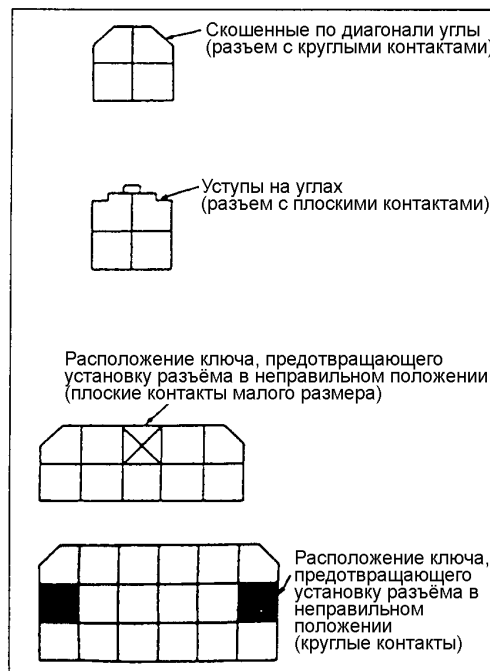 Скошенные по диагонали углы
(разъем с круглыми контактами)
Уступы на углах
(разъем с плоскими контактами)
Расположение ключа, предотвращающего
установку разъёма в неправильном положении
(плоские контакты малого размера)
Расположение ключа,
предотвращающего
установку разъёма в
неправильном
положении
(круглые контакты)